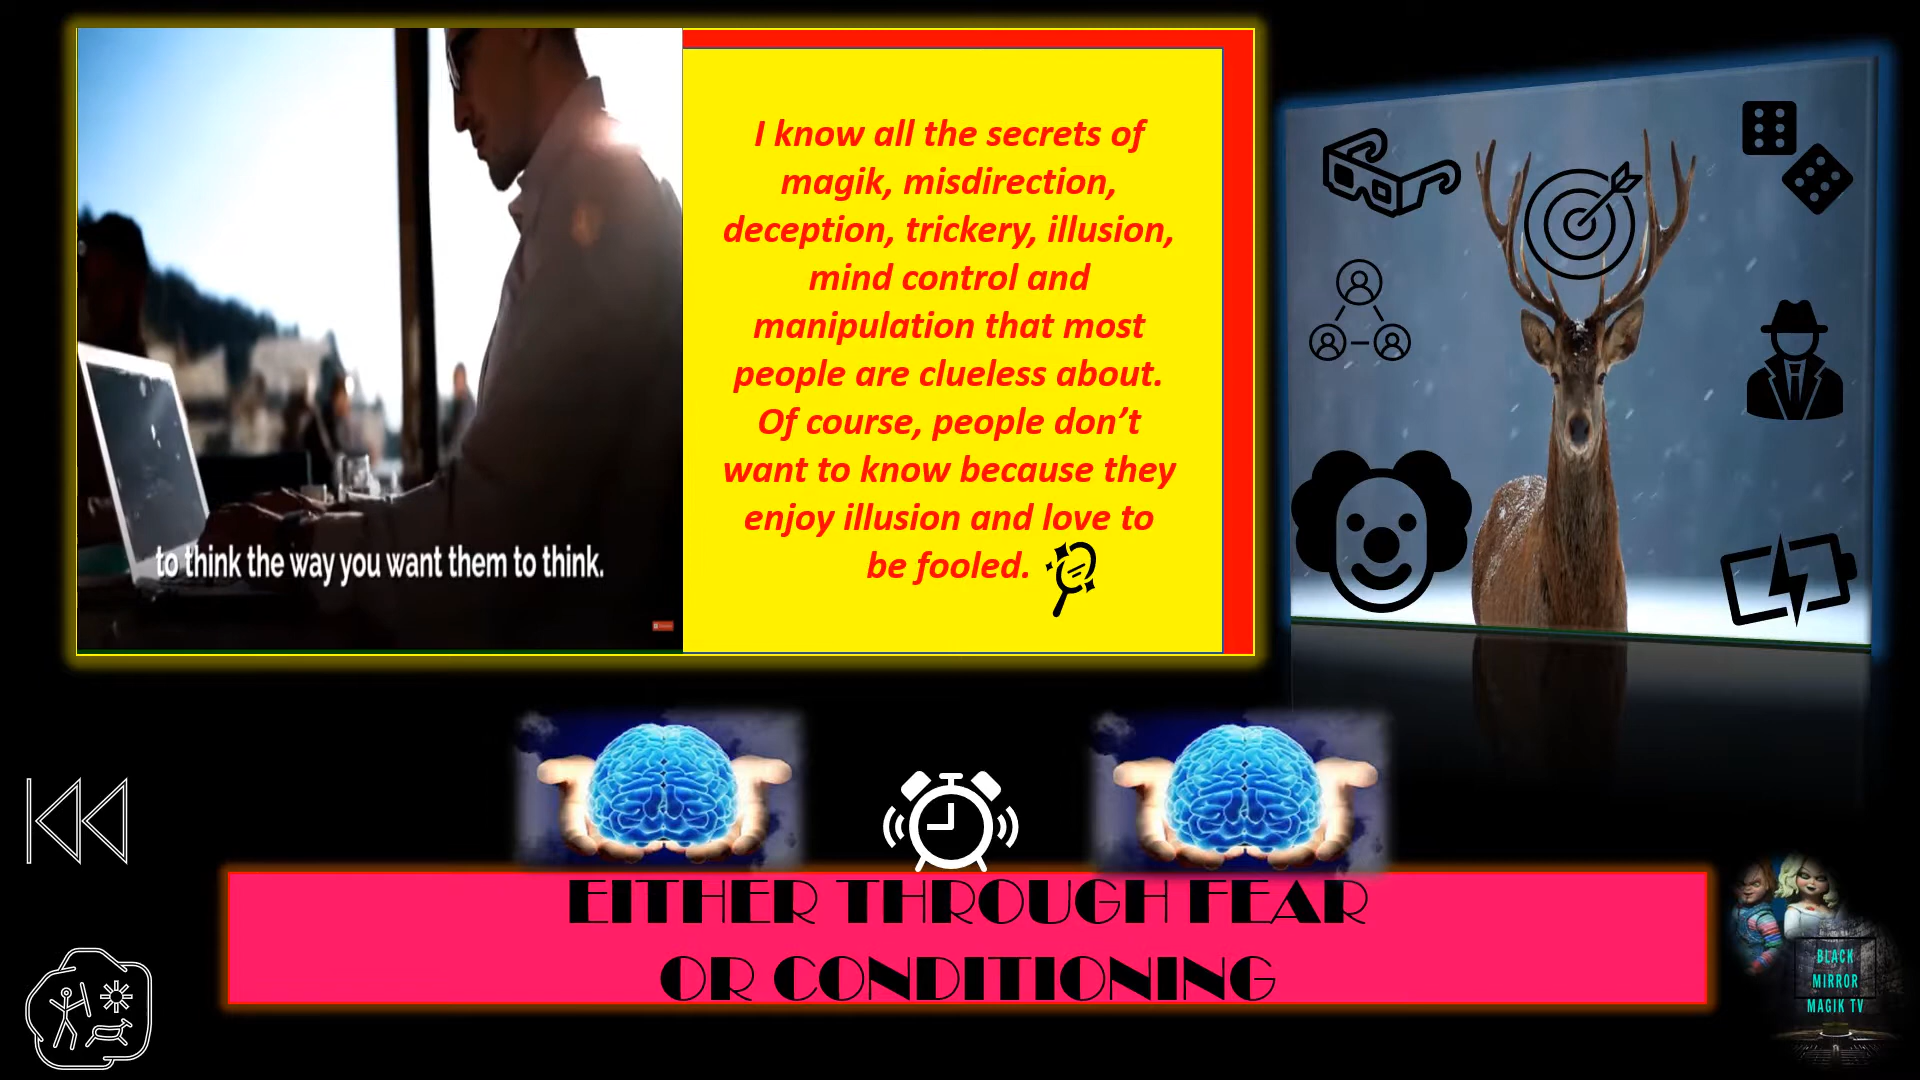 I know all the secrets of
magik, misdirection,
deception, trickery, illusion,
mind control and
manipulation that most
people are clueless about.
Of course, people don’t
want to know because they
enjoy illusion and love to
be fooled.
to think the way you want them to think.
EITHER THROUGH FEAR
OR CONDITIONING
BLACK
MIRROR
MAGIK TV